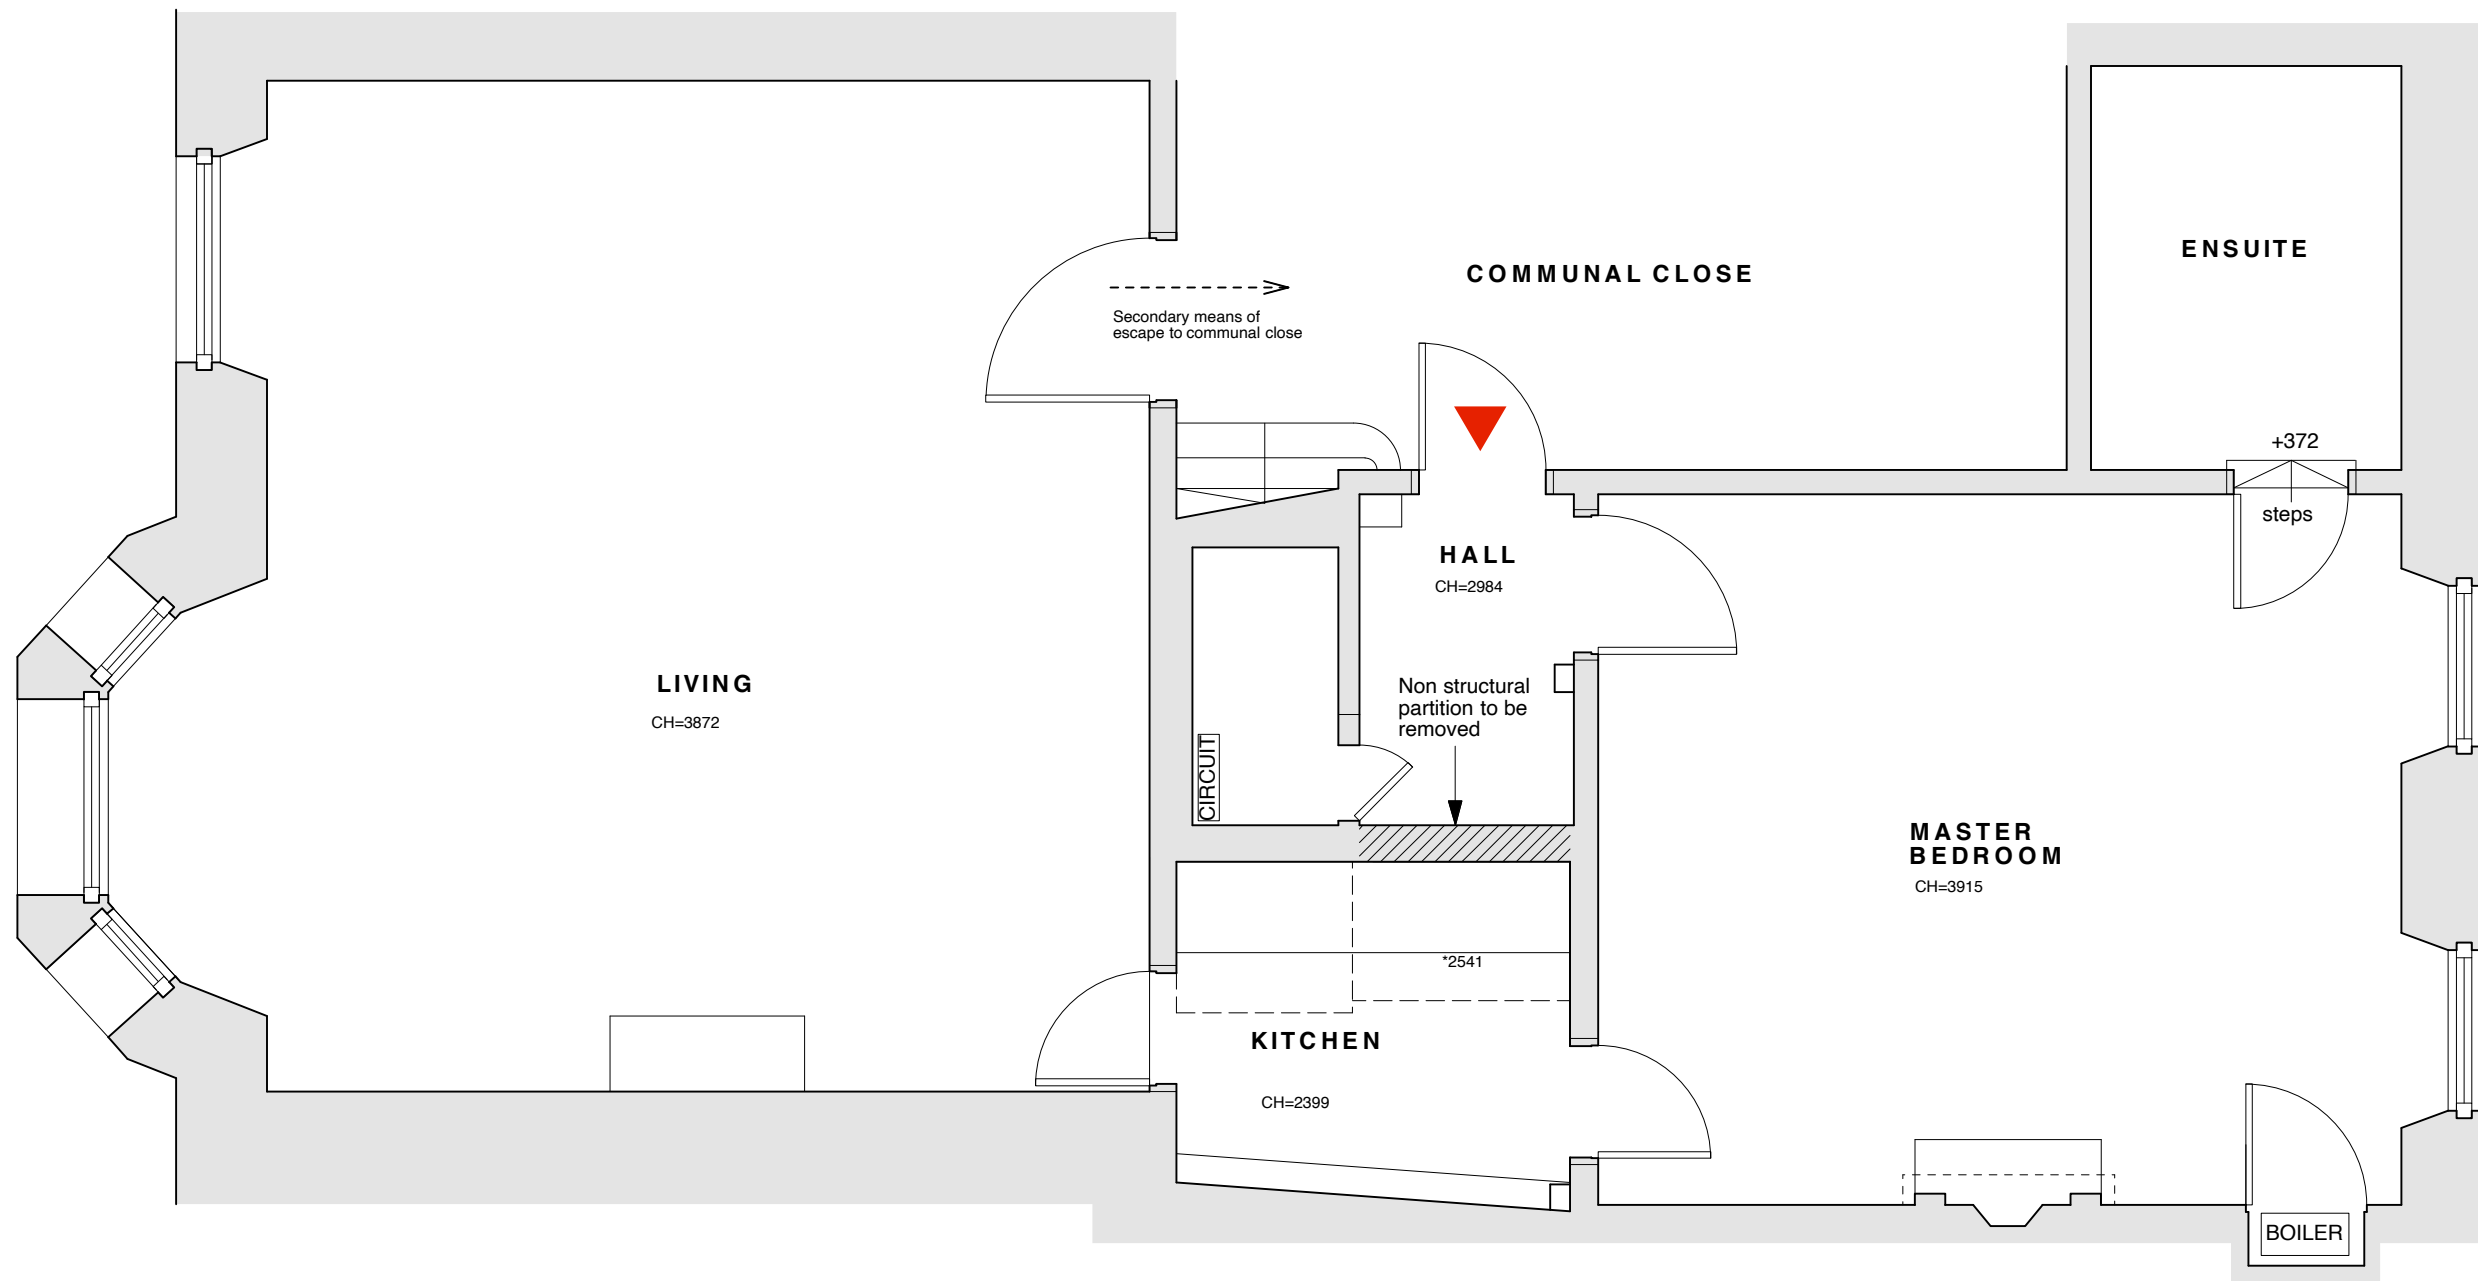 ENSUITE
COMMUNAL CLOSE
Secondary means of
escape to communal close
+372
steps
HALL
CH=2984
LIVING
CH=3872
Non structural
partition to be
removed
CIRCUIT
MASTER
BEDROOM
CH=3915
*2541
KITCHEN
CH=2399
BOILER